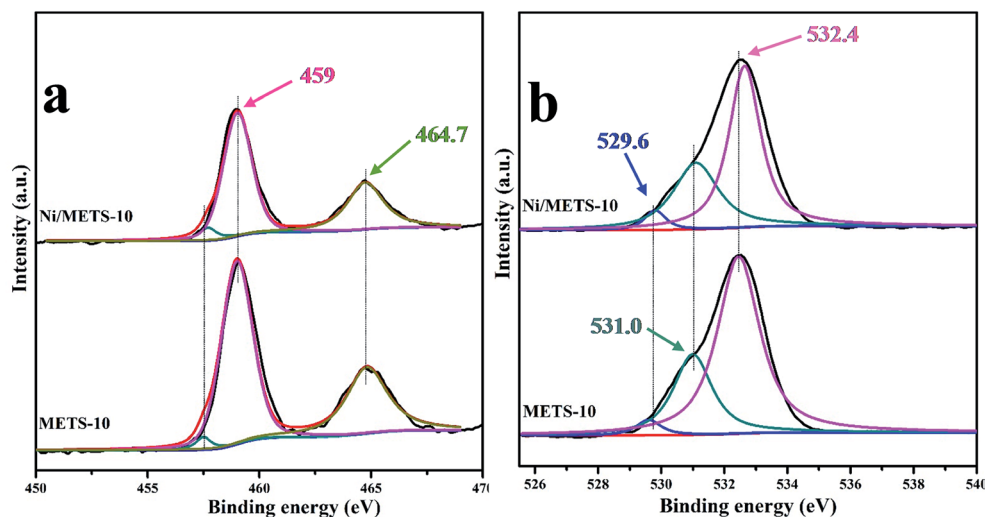 a
459
464.7
Ni/METS-10
METS-10
Intensity (a.u.)
450 455 460 465 470
Binding energy (eV)
b
532.4
529.6
Ni/METS-10
531.0
METS-10
Intensity (a.u.)
526 528 530 532 534 536 538 540
Binding energy (eV)